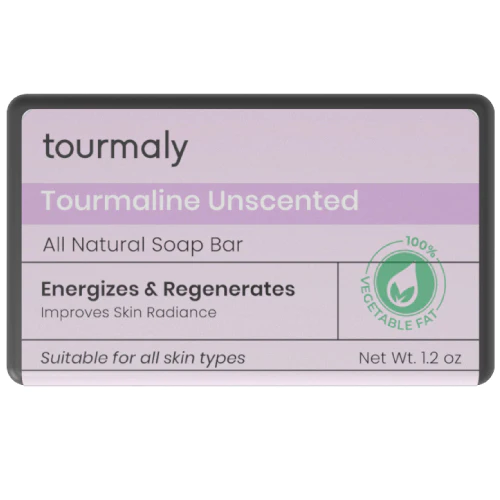 tourmaly
Tourmaline Unscented
All Natural Soap Bar
Energizes & Regenerates
Improves Skin Radiance
100%
VEGETABLE FAT
Suitable for all skin types
Net Wt. 1.2 oz